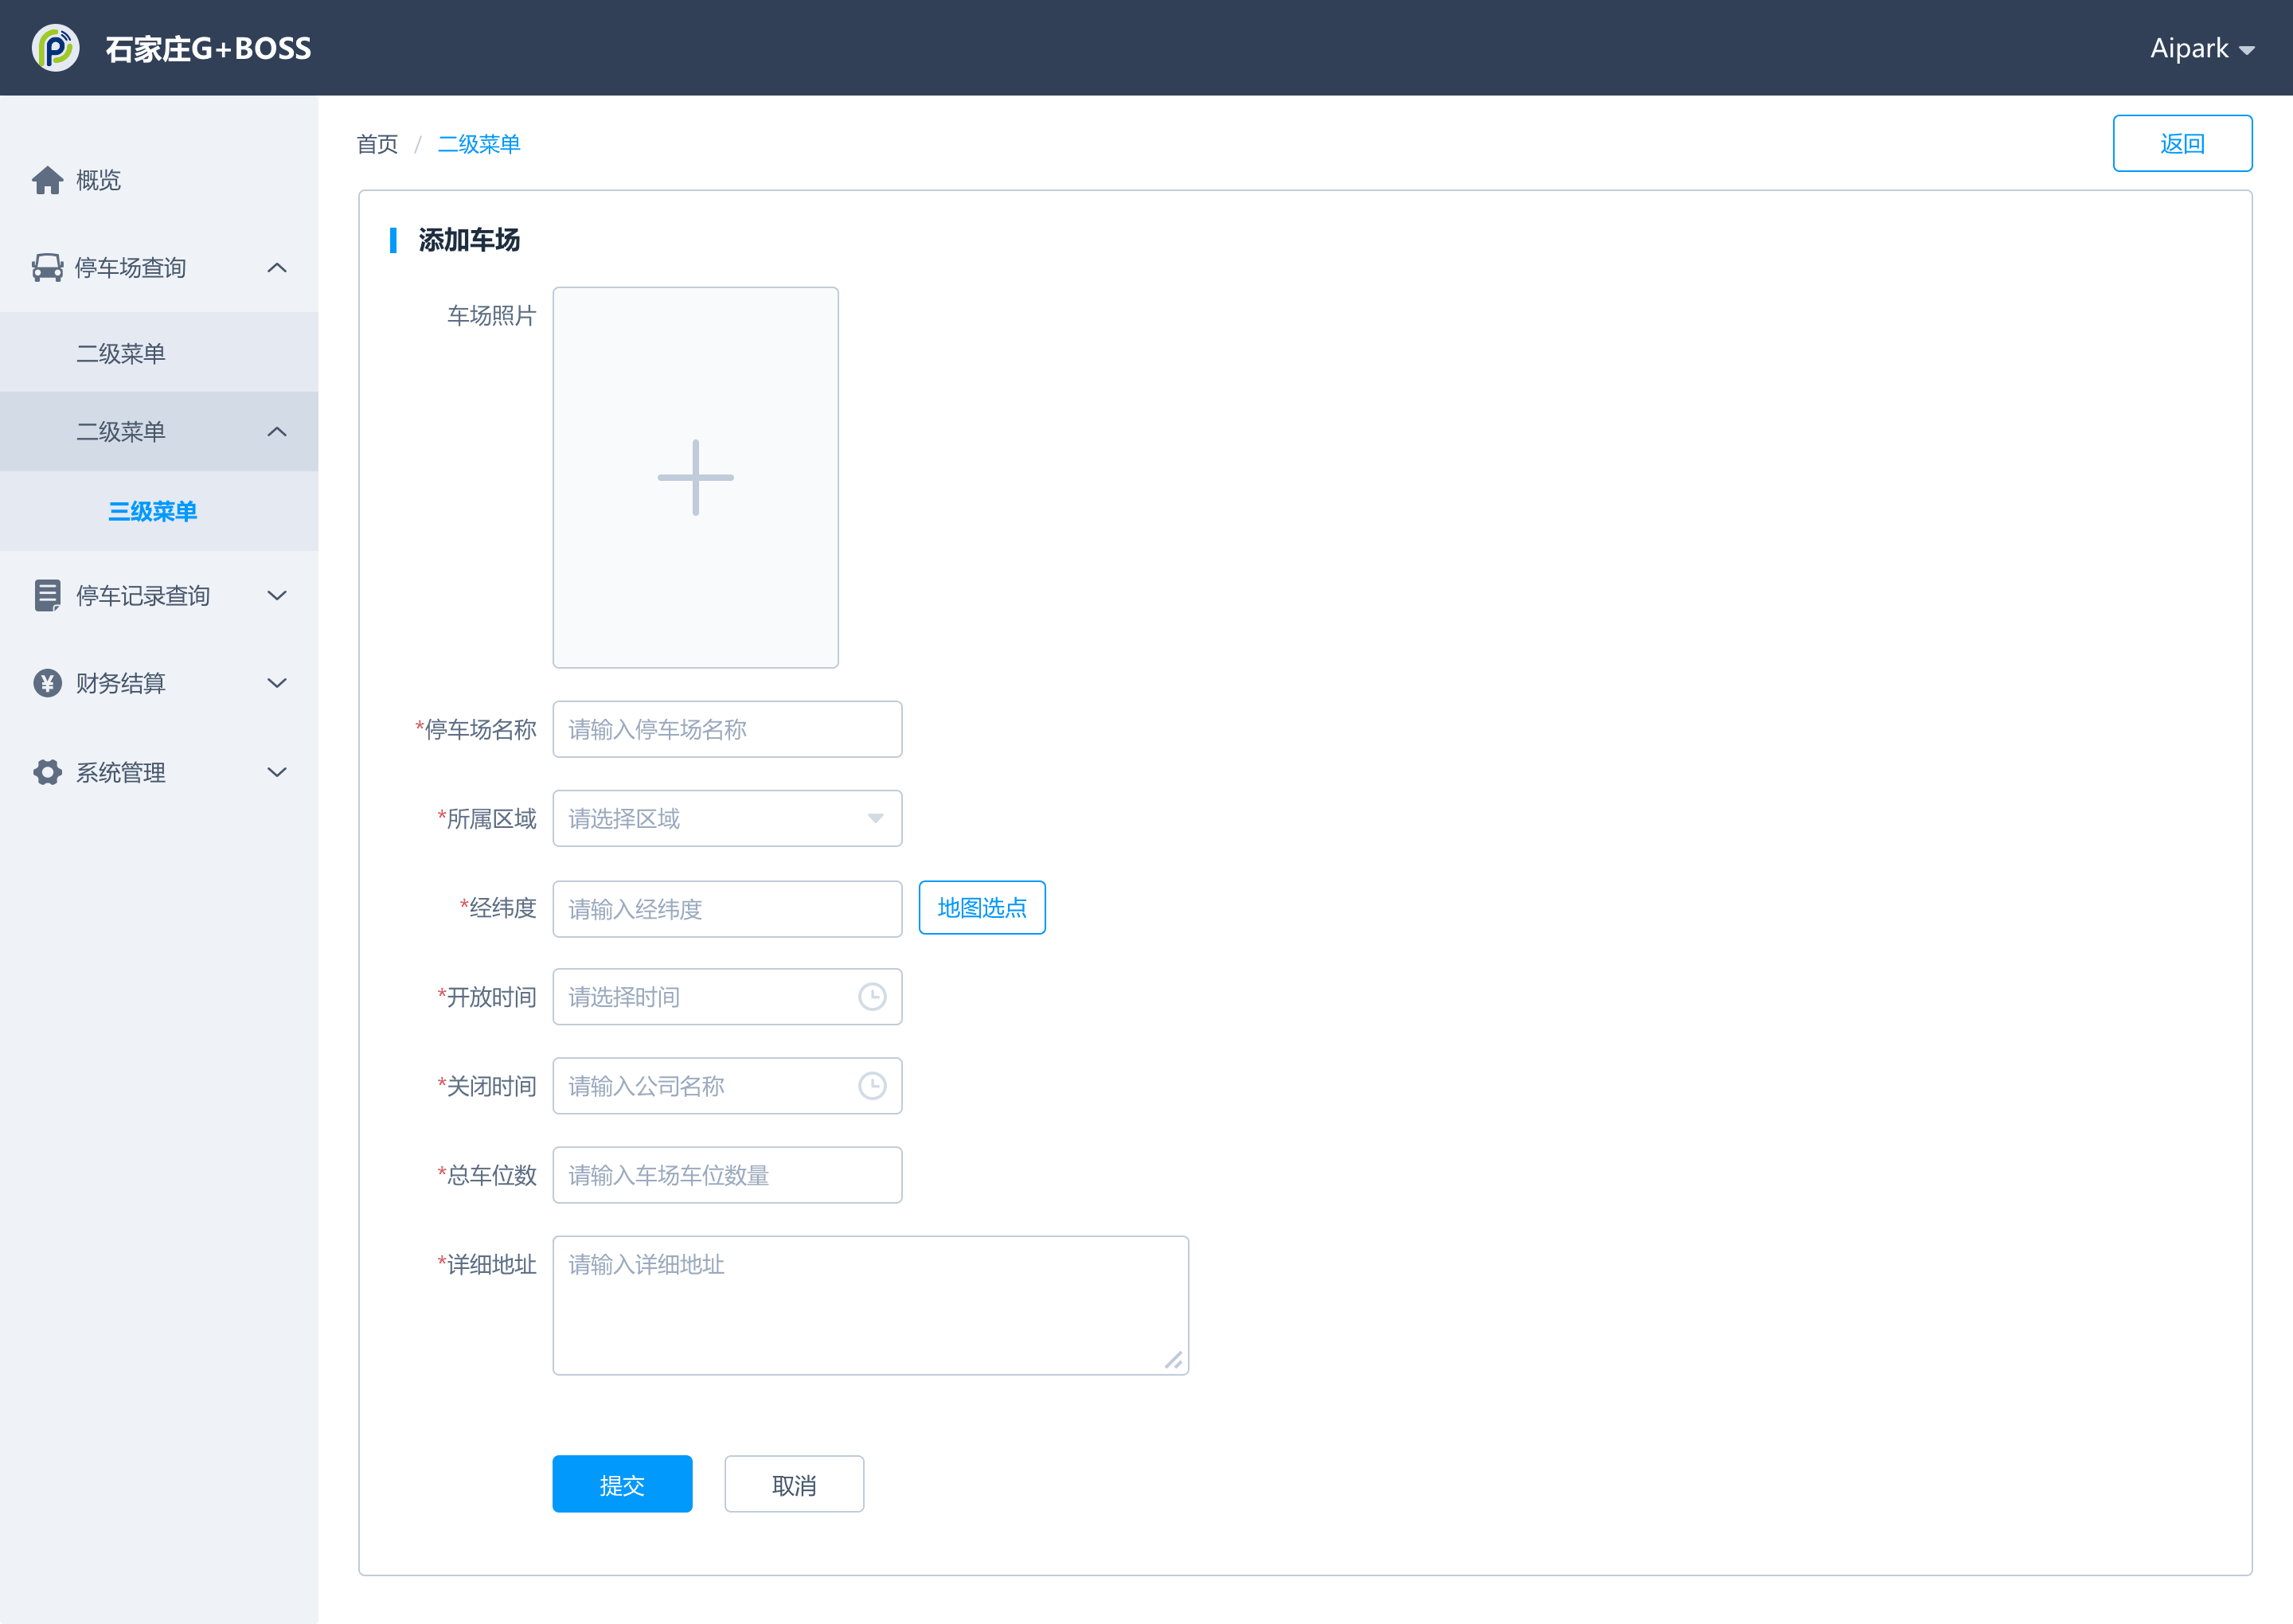 石家庄G+BOSS
Aipark
概览
停车场查询
二级菜单
二级菜单
三级菜单
停车记录查询
财务结算
系统管理
首页 / 二级菜单
返回
添加车场
车场照片
*停车场名称 请输入停车场名称
*所属区域 请选择区域
*经纬度 请输入经纬度 地图选点
*开放时间 请选择时间
*关闭时间 请输入公司名称
*总车位数 请输入车场车位数量
*详细地址 请输入详细地址
提交 取消